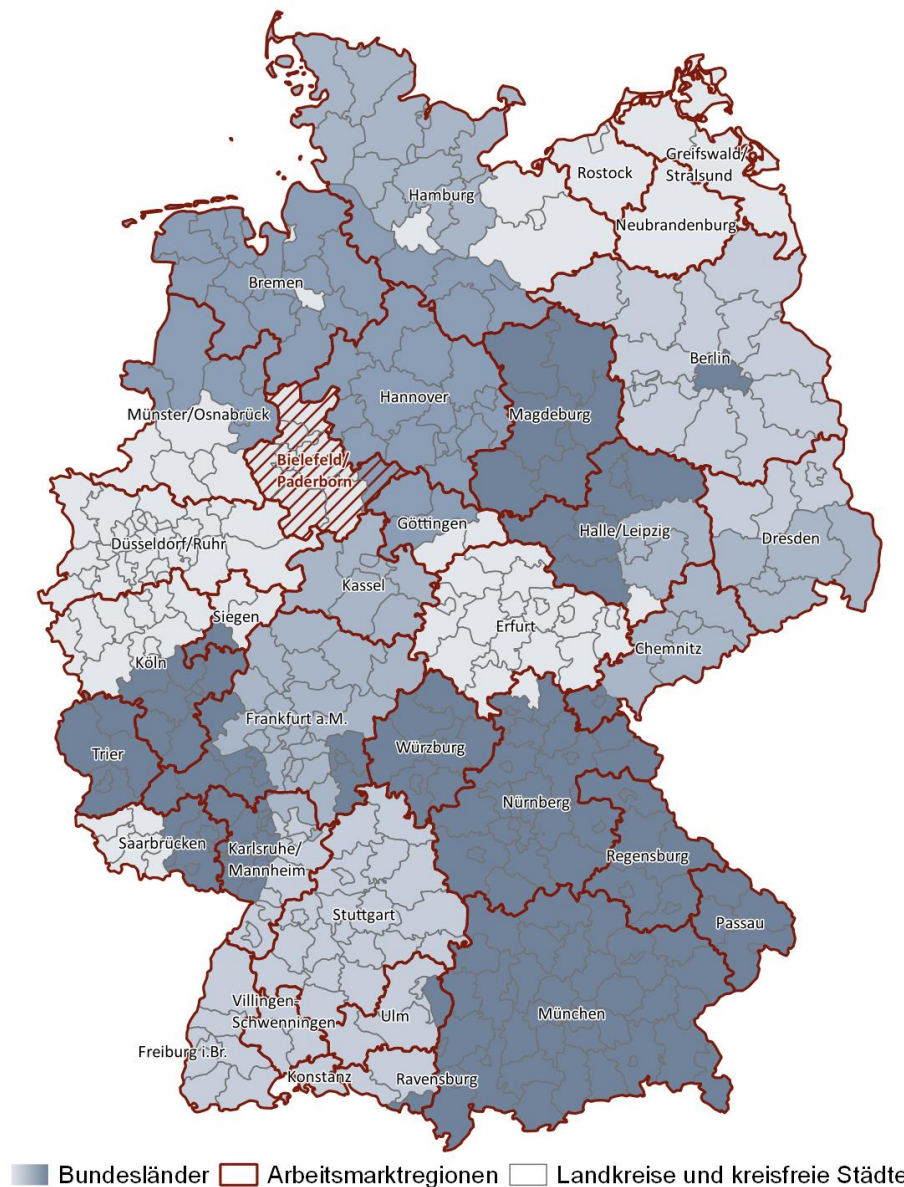 Greifswald/
Stralsund
Rostock
Hamburg
Neubrandenburg
Bremen
Berlin
Hannover
Münster/Osnabrück
Magdeburg
Bielefeld/
Paderborn
Göttingen
Halle/Leipzig
Düsseldorf/Ruhr
Dresden
Kassel
Siegen
Erfurt
Köln
Chemnitz
Frankfurt a.M.
Trier
Würzburg
Nürnberg
Saarbrücken
Karlsruhe/
Mannheim
Regensburg
Stuttgart
Passau
Villingen-
Schwenningen
Ulm
München
Freiburg i.Br.
Konstanz
Ravensburg
Bundesländer Arbeitsmarktregionen Landkreise und kreisfreie Städte